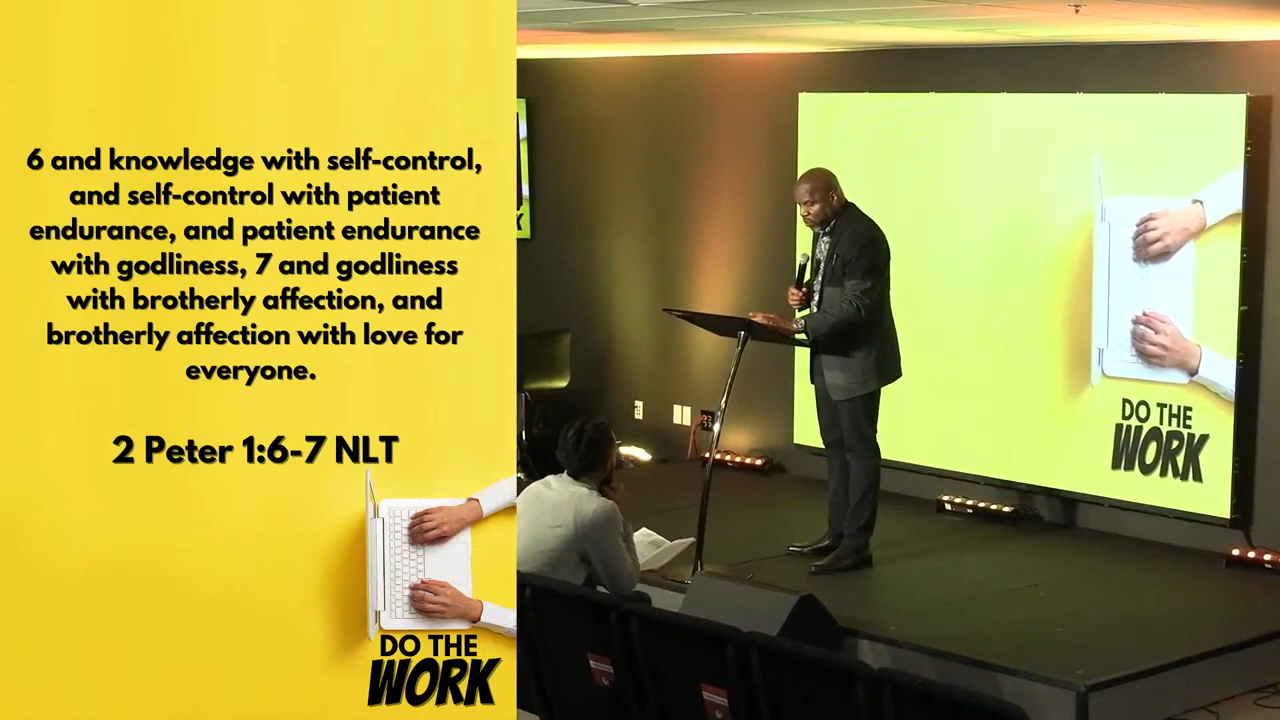 6 and knowledge with self-control,
and self-control with patient
endurance, and patient endurance
with godliness, 7 and godliness
with brotherly affection, and
brotherly affection with love for
everyone.
2 Peter 1:6-7 NLT
DO THE
WORK
DO THE
WORK